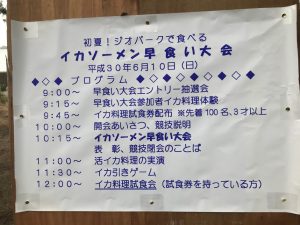 初夏！ジオパークで食べる
イカソーメン早食い大会
平成30年6月10日（日）
◆◇◆ プログラム ◆◇◆◇◆◇◆◇◆
9:00～ 早食い大会エントリー抽選会
9:15～ 早食い大会参加者イカ料理体験
9:45～ イカ料理試食券配布 ※先着100名、3才以上
10:00～ 開会あいさつ、競技説明
10:15～ イカソーメン早食い大会
表 彰、競技閉会のことば
11:00～ 活イカ料理の実演
11:30～ イカ引きゲーム
12:00～ イカ料理試食会（試食券を持っている方）